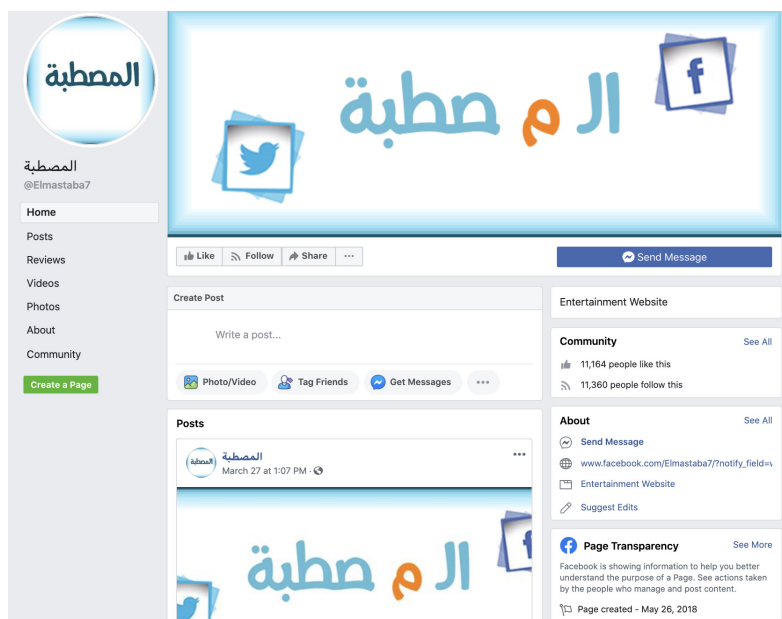 المصطبة
ال م صطبة
f
المصطبة
@Elmastaba7
Home
Posts
Reviews
Videos
Photos
About
Community
Create a Page
Like
Follow
Share
Send Message
Create Post
Write a post...
Photo/Video
Tag Friends
Get Messages
Posts
المصطبة
المصطبة
March 27 at 1:07 PM ·
ال م صطبة
f
Entertainment Website
Community
See All
11,164 people like this
11,360 people follow this
About
See All
Send Message
www.facebook.com/Elmastaba7/?notify_field=
Entertainment Website
Suggest Edits
Page Transparency
See More
Facebook is showing information to help you better
understand the purpose of a Page. See actions taken
by the people who manage and post content.
Page created - May 26, 2018